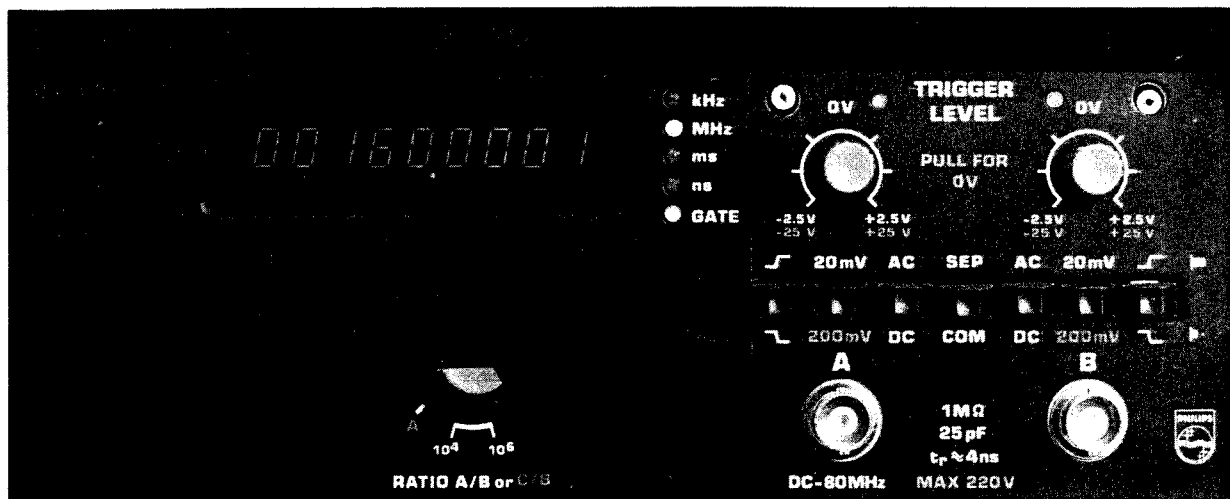 001600001
kHz
MHz
ms
ns
GATE
TRIGGER
LEVEL
0V 0V
PULL FOR
0V
-2.5V +2.5V -2.5V +2.5V
-25 V +25 V -25 V +25 V
20mV AC SEP AC 20mV
200mV DC COM DC 200mV
A B
1MΩ
25pF
tr≈4ns
DC-80MHz MAX 220V
PHILIPS
A
10⁴ 10⁶
RATIO A/B or C/B